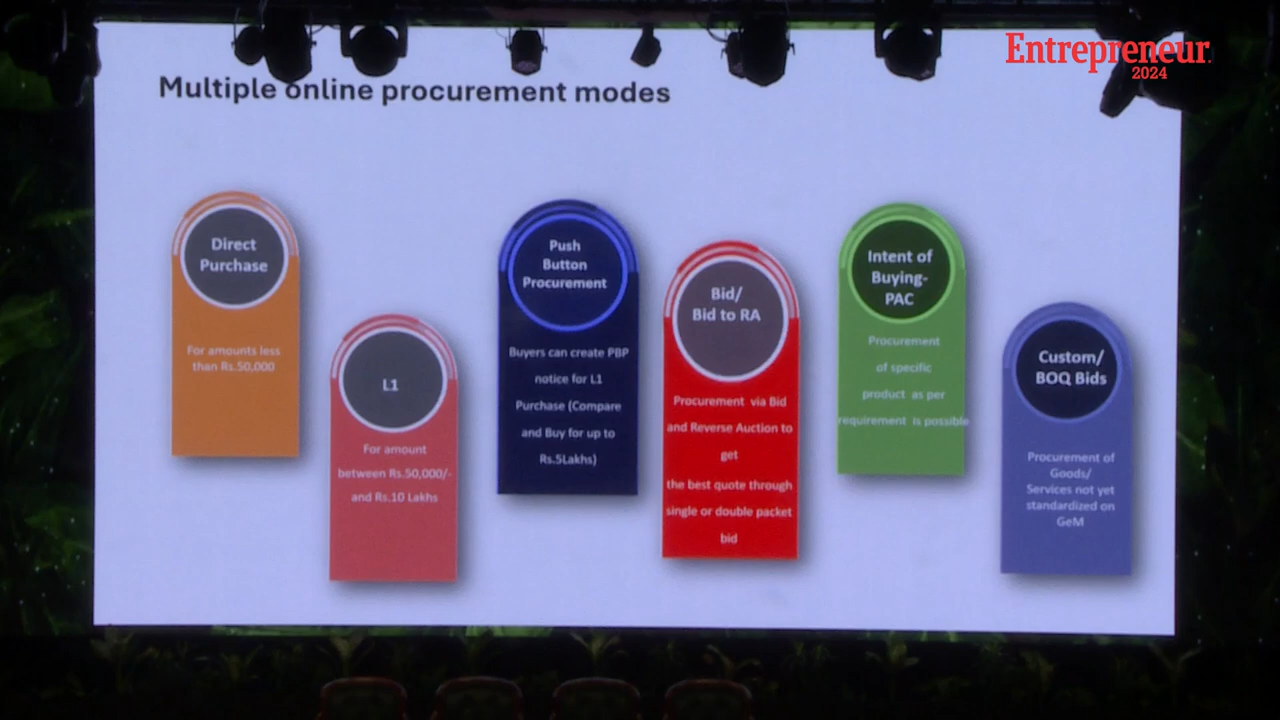 Entrepreneur
2024
Multiple online procurement modes
Direct
Purchase
For amounts less
than Rs.50,000
L1
For amount
between Rs.50,000/-
and Rs.10 Lakhs
Push
Button
Procurement
Buyers can create PBP
notice for L1
Purchase (Compare
and Buy for up to
Rs.5Lakhs)
Bid/
Bid to RA
Procurement via Bid
and Reverse Auction to
get
the best quote through
single or double packet
bid
Intent of
Buying-
PAC
Procurement
of specific
product as per
requirement is possible
Custom/
BOQ Bids
Procurement of
Goods/
Services not yet
standardized on
GeM